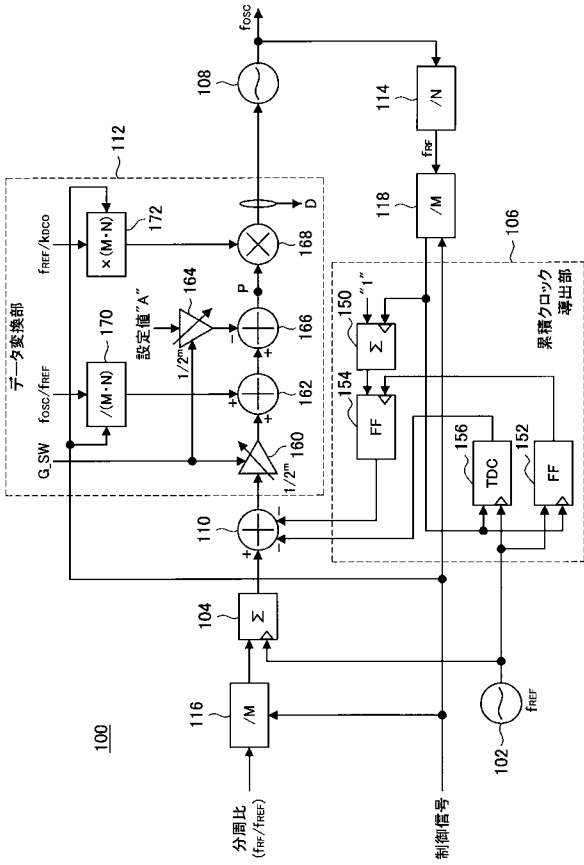 100
分周比
(fRF/fREF)
制御信号
116
/M
104
Σ
102
fREF
110
+
−
−
G_SW
データ変換部
112
fosc/fREF
170
/(M·N)
160
1/2m
162
+
+
設定値"A"
164
1/2m
166
−
+
P
fREF/kDCO
172
×(M·N)
168
D
108
fosc
114
/N
fRF
118
/M
106
累積クロック
導出部
150
Σ
"1"
154
FF
156
TDC
152
FF